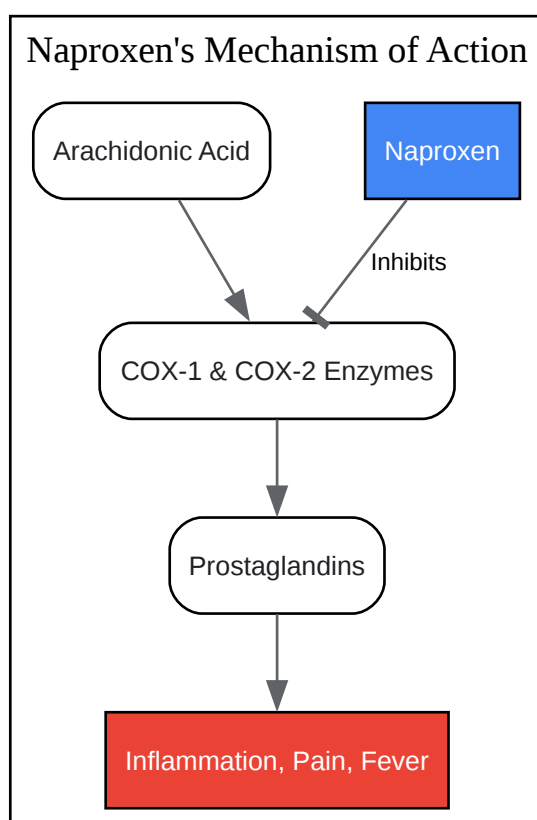 Naproxen's Mechanism of Action
Arachidonic Acid
Naproxen
Inhibits
COX-1 & COX-2 Enzymes
Prostaglandins
Inflammation, Pain, Fever